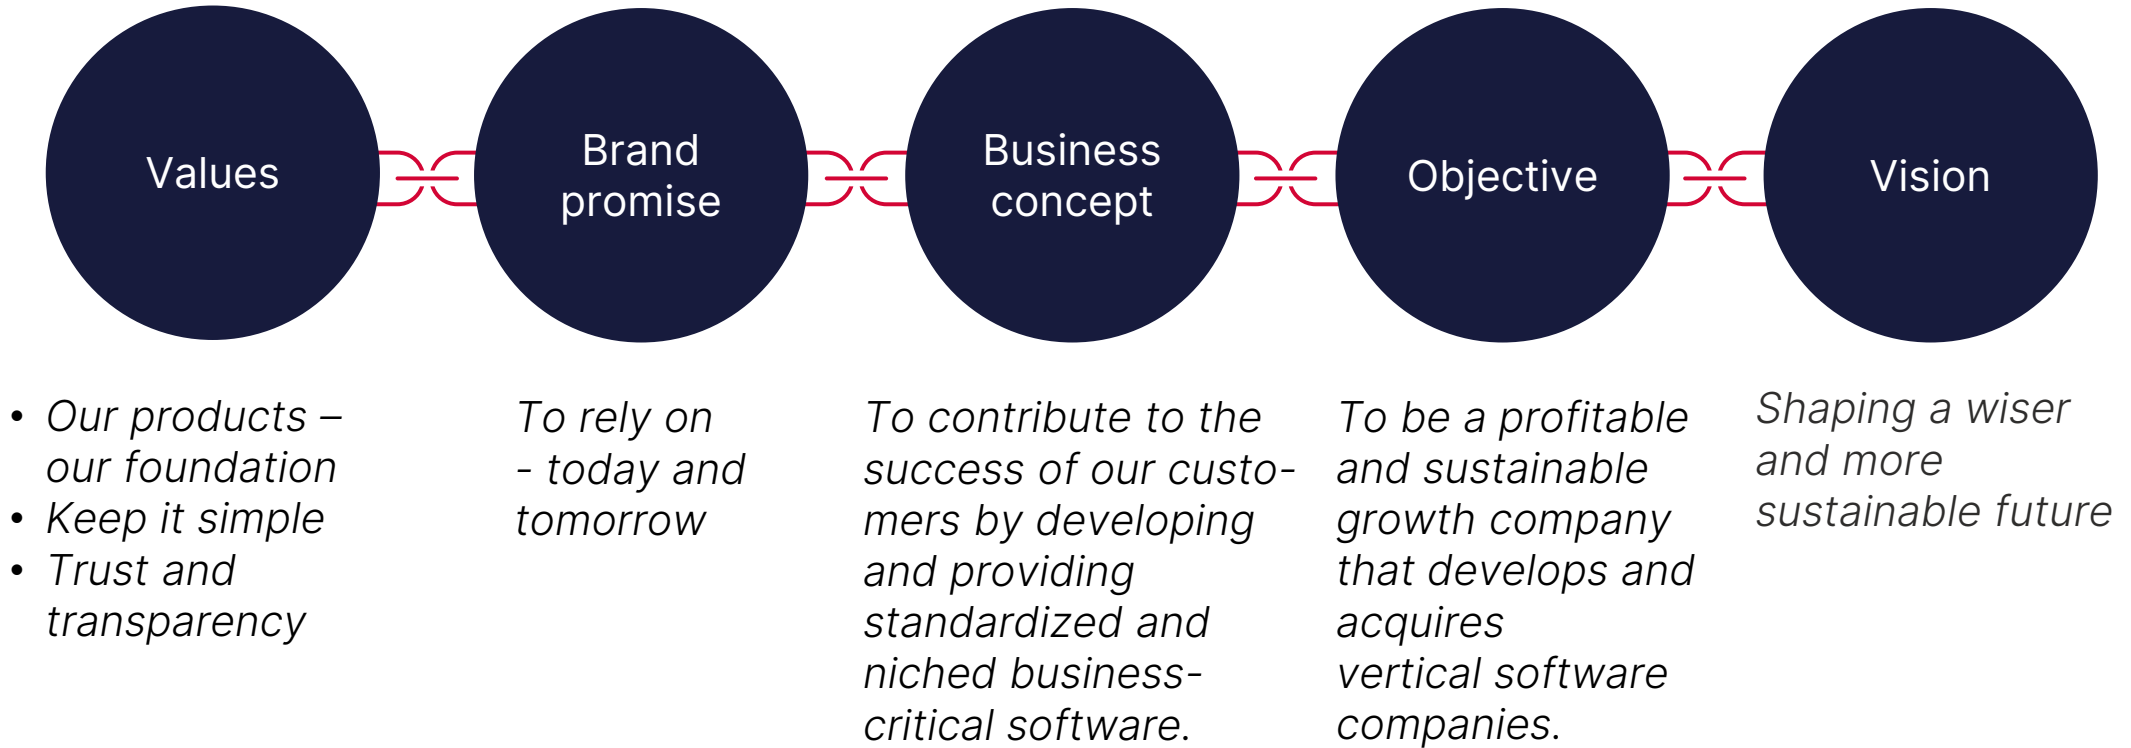 Values
Brand
promise
Business
concept
Objective
Vision
• Our products –
our foundation
• Keep it simple
• Trust and
transparency
To rely on
- today and
tomorrow
To contribute to the
success of our custo-
mers by developing
and providing
standardized and
niched business-
critical software.
To be a profitable
and sustainable
growth company
that develops and
acquires
vertical software
companies.
Shaping a wiser
and more
sustainable future